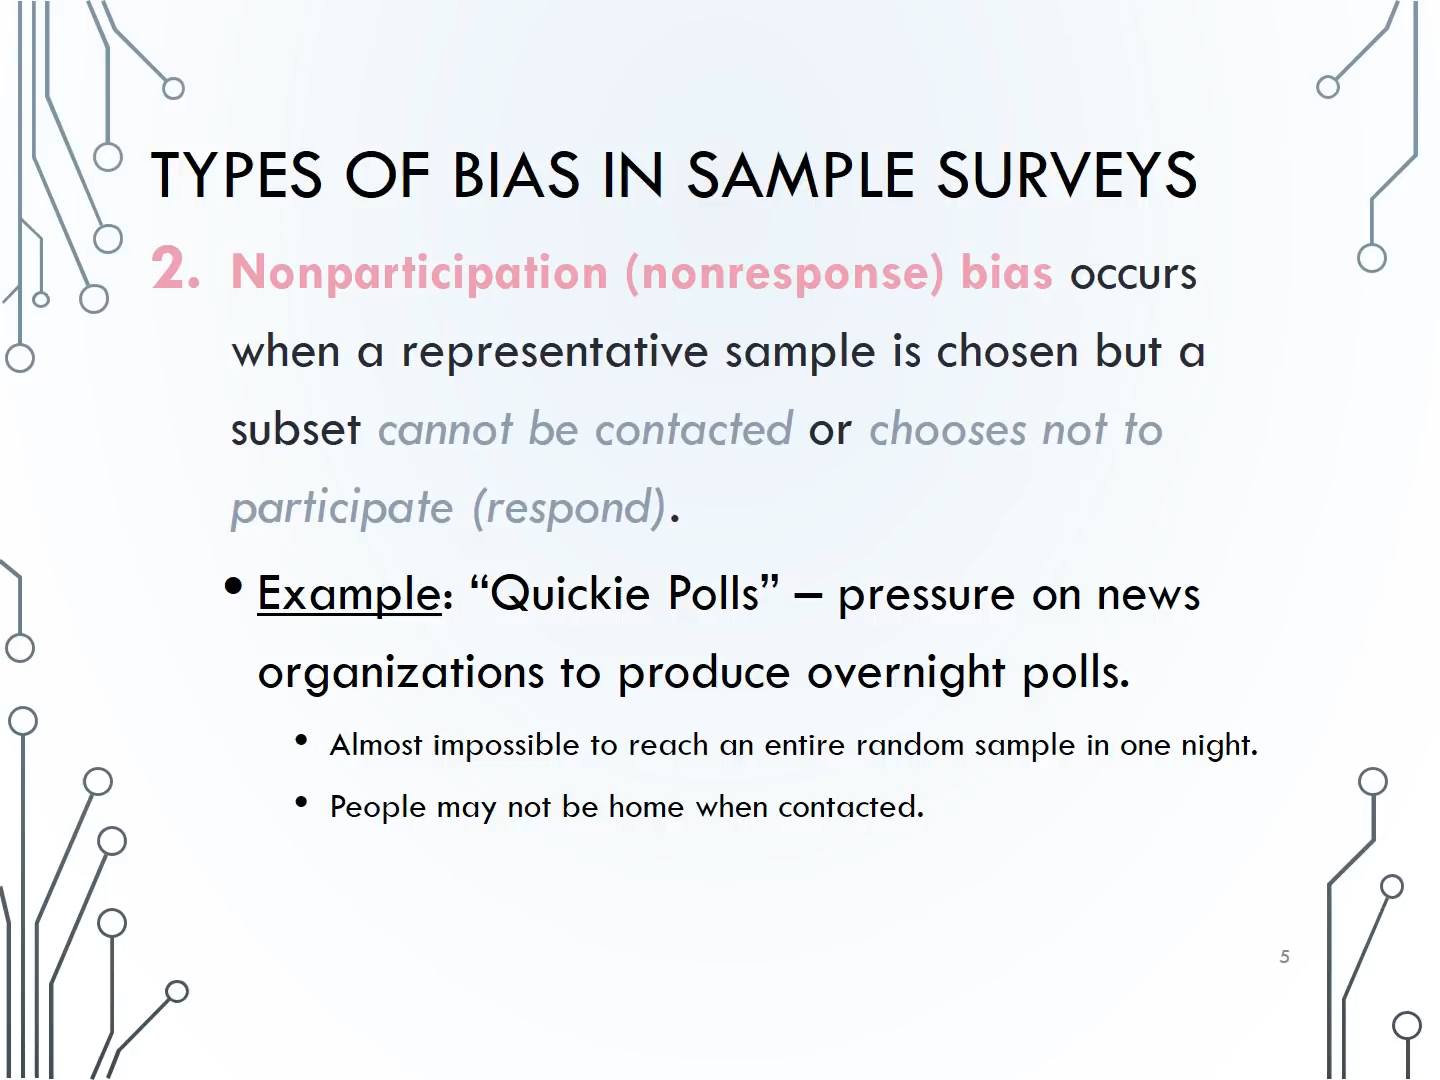 TYPES OF BIAS IN SAMPLE SURVEYS
2. Nonparticipation (nonresponse) bias occurs
when a representative sample is chosen but a
subset cannot be contacted or chooses not to
participate (respond).
• Example: “Quickie Polls” – pressure on news
organizations to produce overnight polls.
• Almost impossible to reach an entire random sample in one night.
• People may not be home when contacted.
5